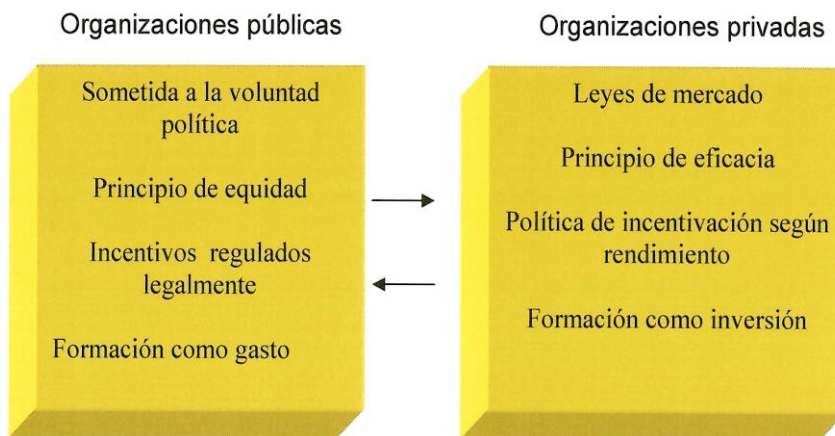 Organizaciones públicas
Sometida a la voluntad
política
Principio de equidad
Incentivos regulados
legalmente
Formación como gasto
Organizaciones privadas
Leyes de mercado
Principio de eficacia
Política de incentivación según
rendimiento
Formación como inversión